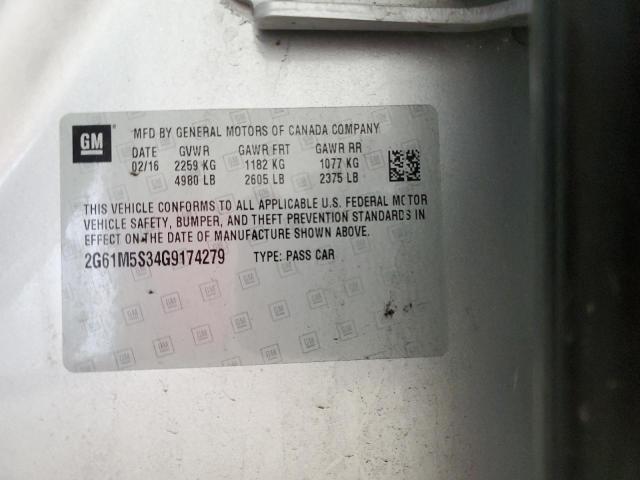 GM
MFD BY GENERAL MOTORS OF CANADA COMPANY
DATE GVWR GAWR FRT GAWR RR
02/16 2259 KG 1182 KG 1077 KG
4980 LB 2605 LB 2375 LB
THIS VEHICLE CONFORMS TO ALL APPLICABLE U.S. FEDERAL MOTOR
VEHICLE SAFETY, BUMPER, AND THEFT PREVENTION STANDARDS IN
EFFECT ON THE DATE OF MANUFACTURE SHOWN ABOVE.
2G61M5S34G9174279 TYPE: PASS CAR